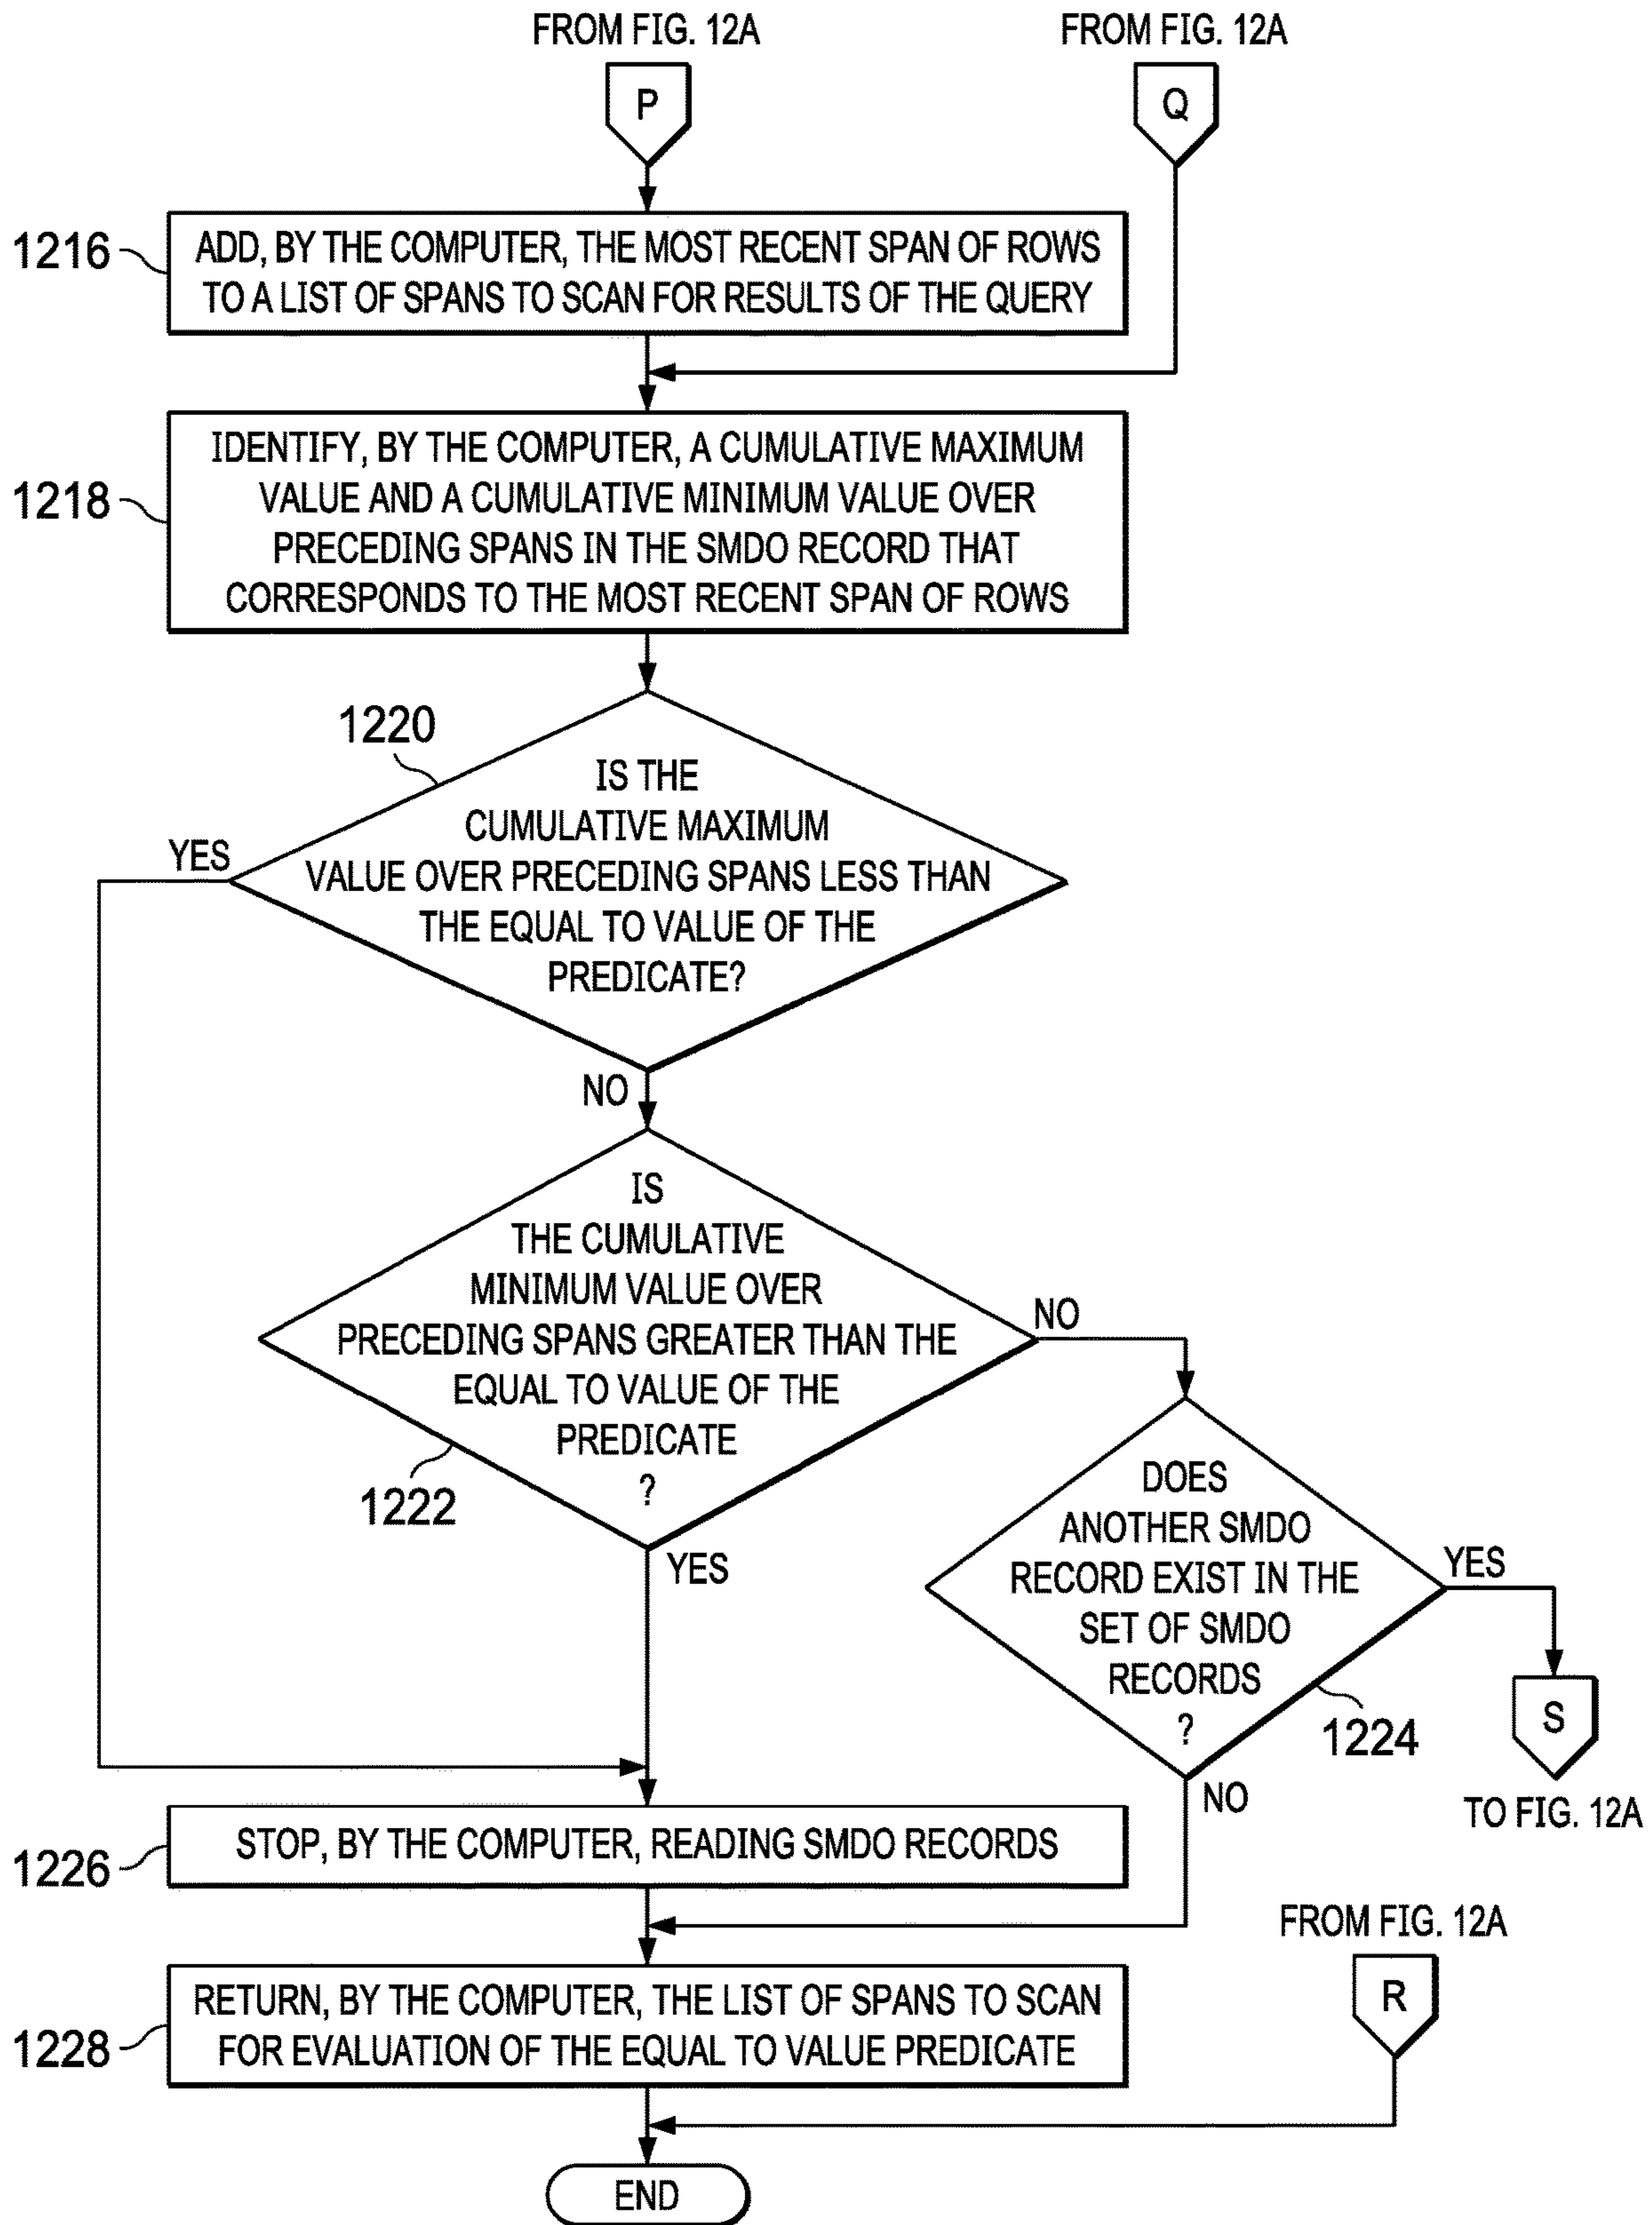 FROM FIG. 12A
FROM FIG. 12A
P
Q
1216
ADD, BY THE COMPUTER, THE MOST RECENT SPAN OF ROWS
TO A LIST OF SPANS TO SCAN FOR RESULTS OF THE QUERY
1218
IDENTIFY, BY THE COMPUTER, A CUMULATIVE MAXIMUM
VALUE AND A CUMULATIVE MINIMUM VALUE OVER
PRECEDING SPANS IN THE SMDO RECORD THAT
CORRESPONDS TO THE MOST RECENT SPAN OF ROWS
1220
IS THE
CUMULATIVE MAXIMUM
VALUE OVER PRECEDING SPANS LESS THAN
THE EQUAL TO VALUE OF THE
PREDICATE?
YES
NO
IS
THE CUMULATIVE
MINIMUM VALUE OVER
PRECEDING SPANS GREATER THAN THE
EQUAL TO VALUE OF THE
PREDICATE
?
1222
NO
YES
DOES
ANOTHER SMDO
RECORD EXIST IN THE
SET OF SMDO
RECORDS
?
1224
YES
S
TO FIG. 12A
NO
1226
STOP, BY THE COMPUTER, READING SMDO RECORDS
FROM FIG. 12A
R
1228
RETURN, BY THE COMPUTER, THE LIST OF SPANS TO SCAN
FOR EVALUATION OF THE EQUAL TO VALUE PREDICATE
END